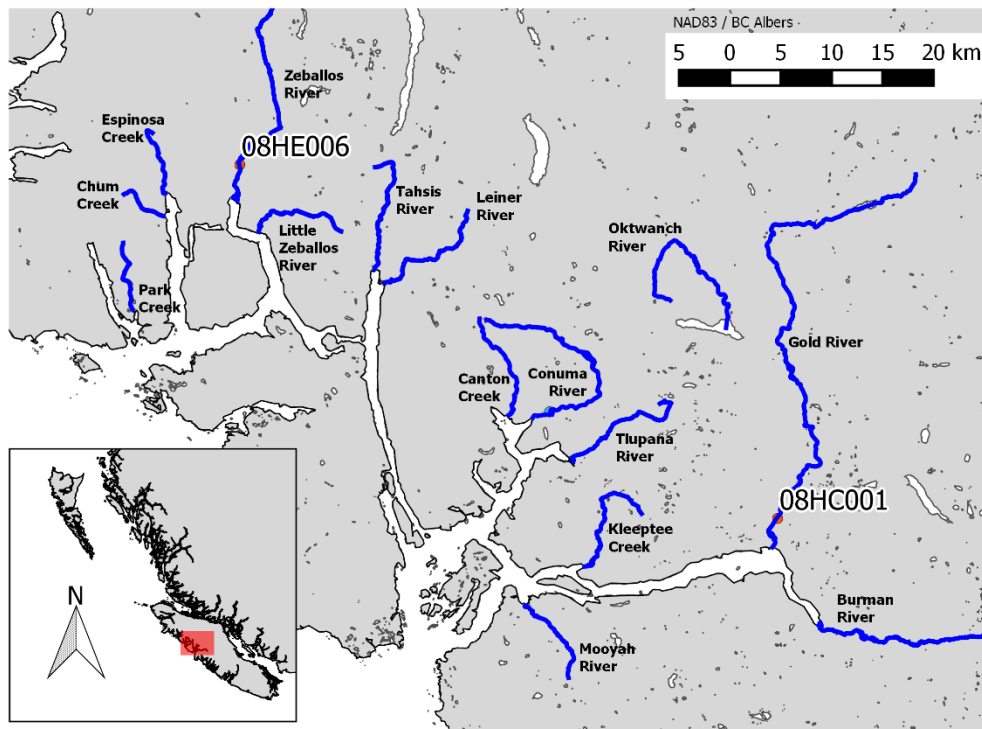 NAD83 / BC Albers
5 0 5 10 15 20 km
Zeballos
River
Espinosa
Creek
08HE006
Chum
Creek
Tahsis
River
Leiner
River
Little
Zeballos
River
Oktwanch
River
Park
Creek
Gold River
Canton
Creek
Conuma
River
Tlupana
River
08HC001
Kleeptee
Creek
N
Burman
River
Mooyah
River